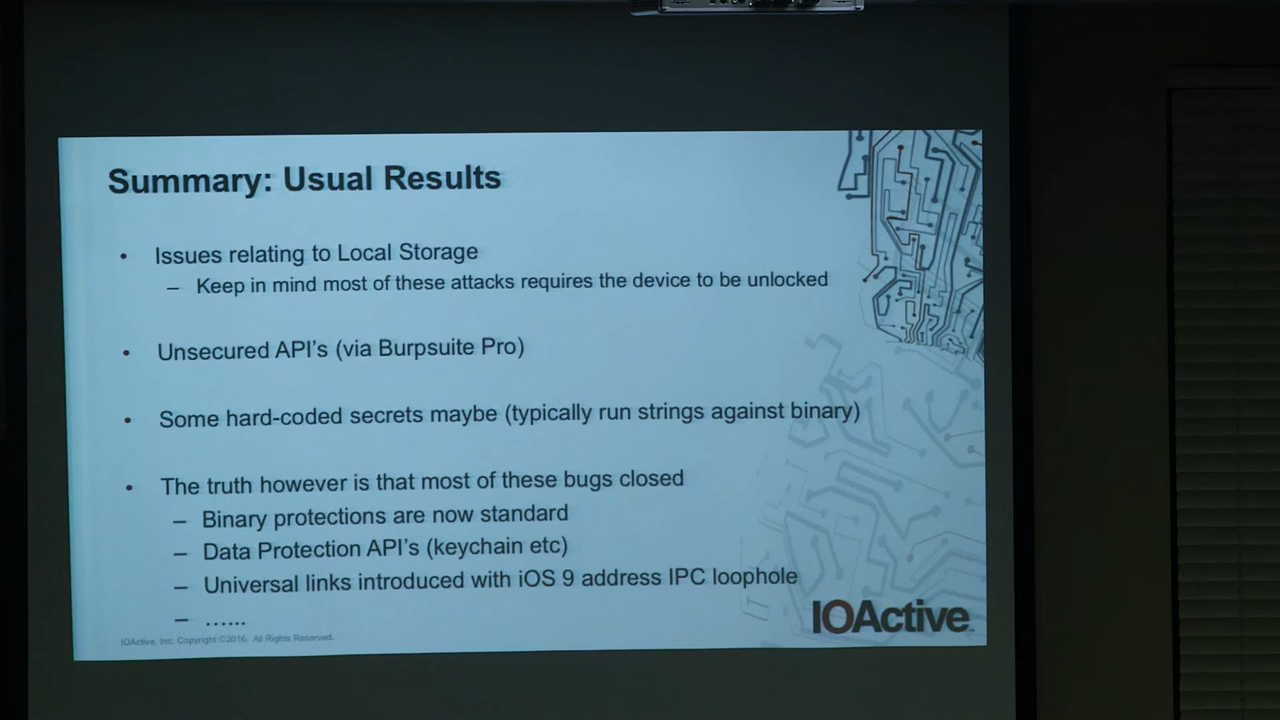 Summary: Usual Results
• Issues relating to Local Storage
– Keep in mind most of these attacks requires the device to be unlocked
• Unsecured API's (via Burpsuite Pro)
• Some hard-coded secrets maybe (typically run strings against binary)
• The truth however is that most of these bugs closed
– Binary protections are now standard
– Data Protection API's (keychain etc)
– Universal links introduced with iOS 9 address IPC loophole
– ......
IOActive, Inc. Copyright ©2016. All Rights Reserved.
IOActive